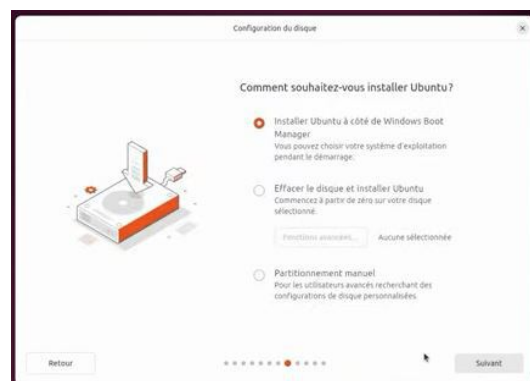 Configuration du disque
Comment souhaitez-vous installer Ubuntu?
Installer Ubuntu à côté de Windows Boot
Manager
Vous pouvez choisir votre système d'exploitation
pendant le démarrage.
Effacer le disque et installer Ubuntu
Commencez à partir de zéro sur votre disque
sélectionné.
Fonctions avancées... Aucune sélectionnée
Partitionnement manuel
Pour les utilisateurs avancés recherchant des
configurations de disque personnalisées
Retour
Suivant